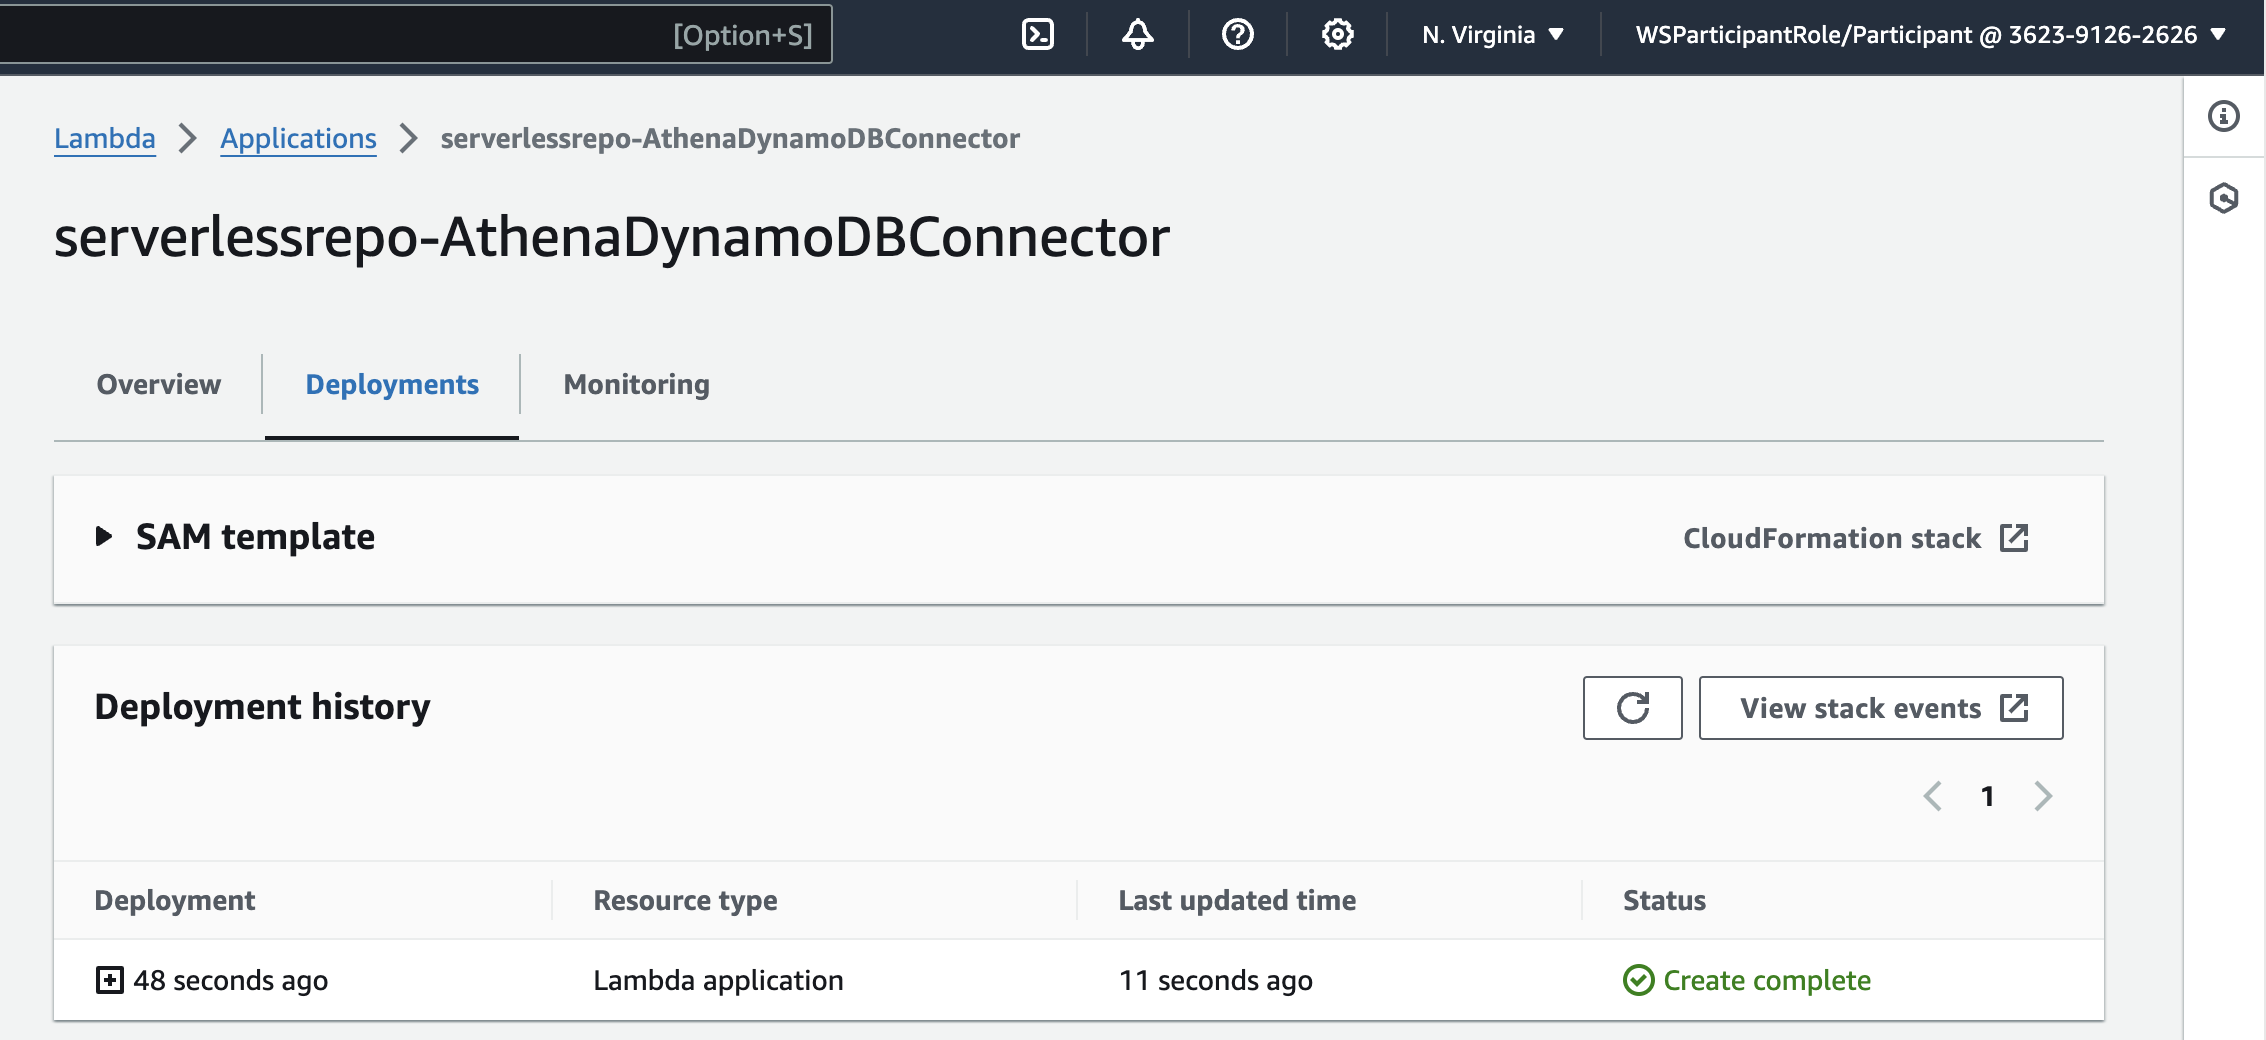 [Option+S]
N. Virginia
WSParticipantRole/Participant @ 3623-9126-2626
Lambda
Applications
serverlessrepo-AthenaDynamoDBConnector
serverlessrepo-AthenaDynamoDBConnector
Overview
Deployments
Monitoring
SAM template
CloudFormation stack
Deployment history
View stack events
1
Deployment
Resource type
Last updated time
Status
48 seconds ago
Lambda application
11 seconds ago
Create complete